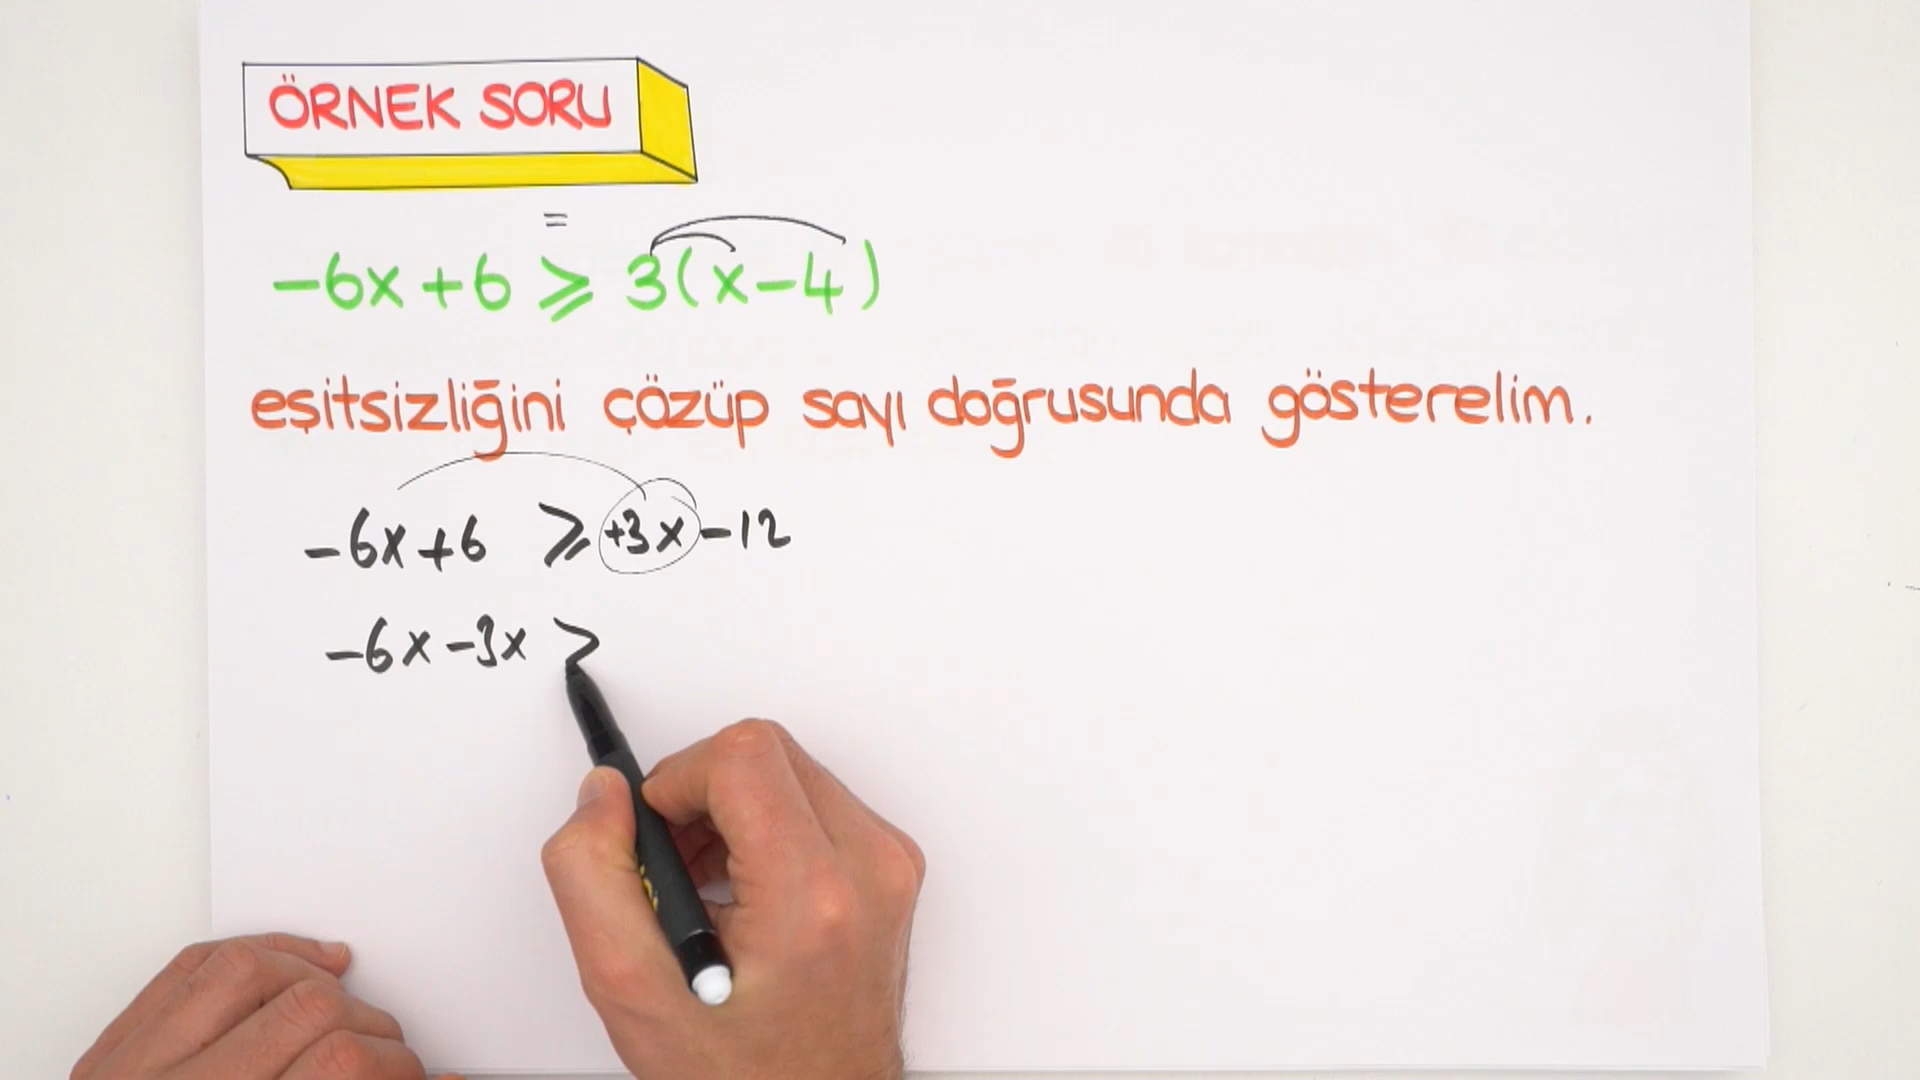 ÖRNEK SORU
=
-6x+6 ⩾ 3(x-4)
eşitsizliğini çözüp sayı doğrusunda gösterelim.
-6x+6 ⩾ +3x-12
-6x-3x >